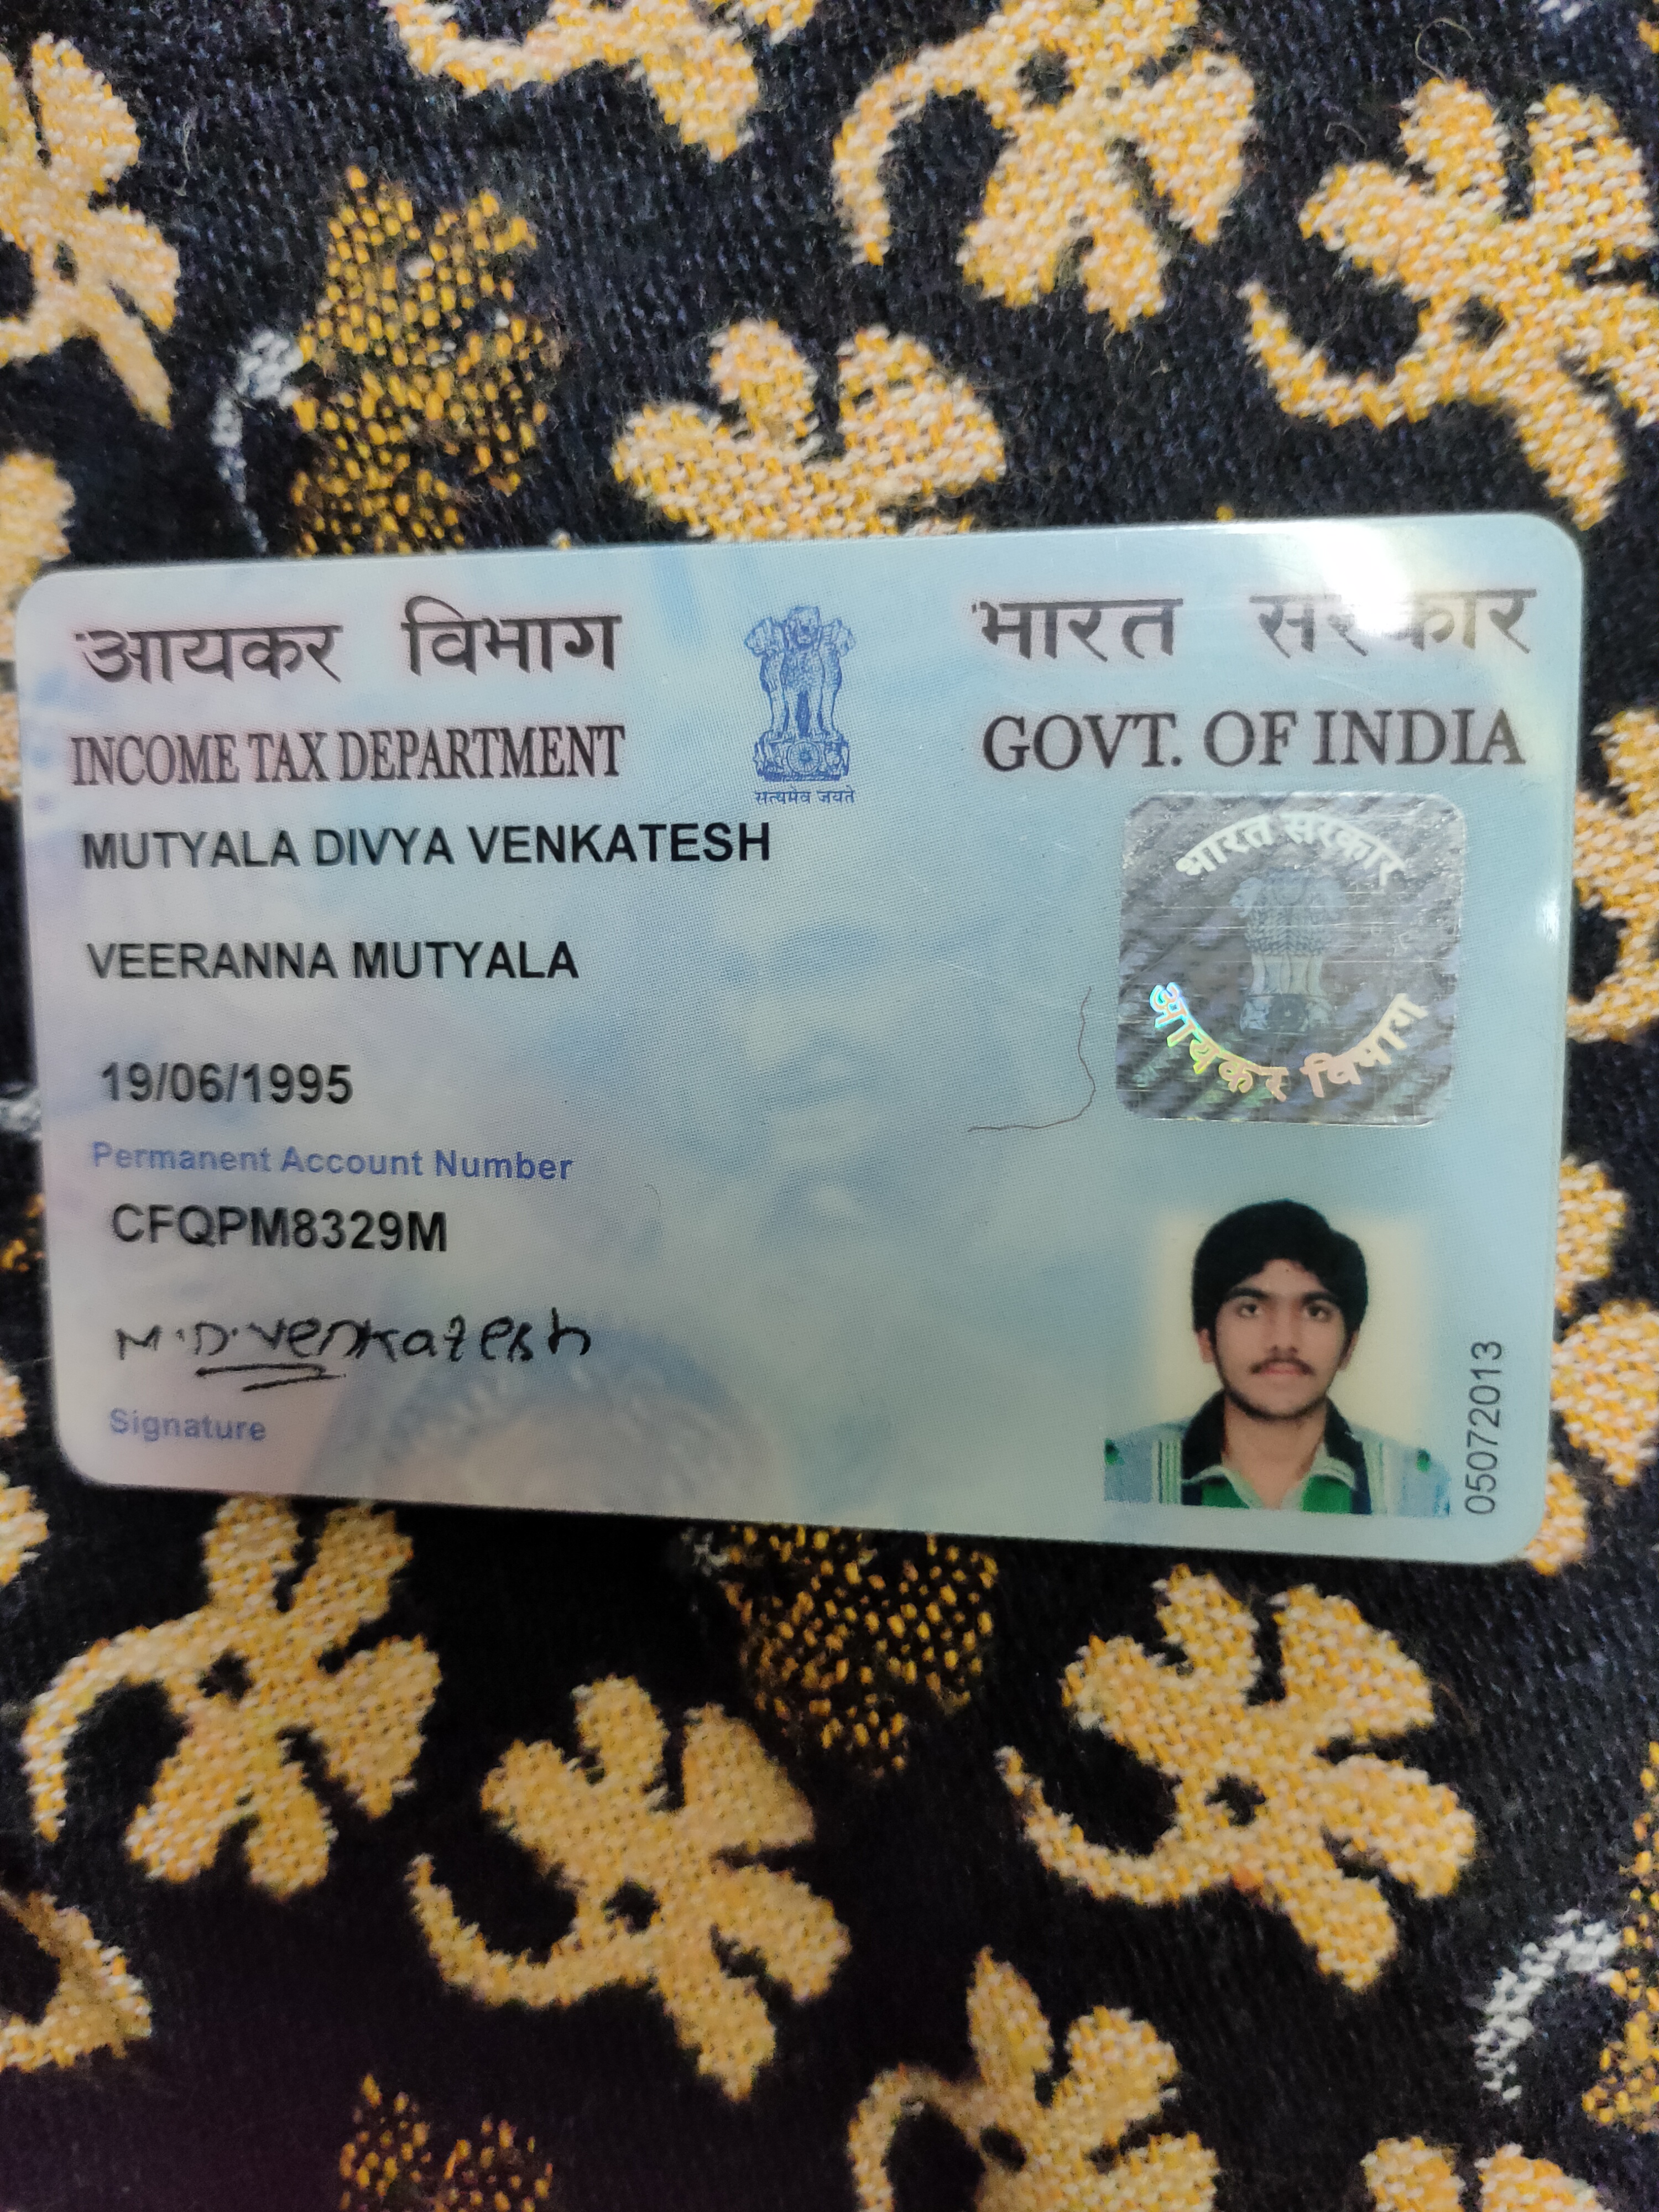 आयकर विभाग
INCOME TAX DEPARTMENT
सत्यमेव जयते
भारत सरकार
GOVT. OF INDIA
MUTYALA DIVYA VENKATESH
VEERANNA MUTYALA
19/06/1995
Permanent Account Number
CFQPM8329M
M.D.Venkatesh
Signature
भारत सरकार
आयकर विभाग
05072013